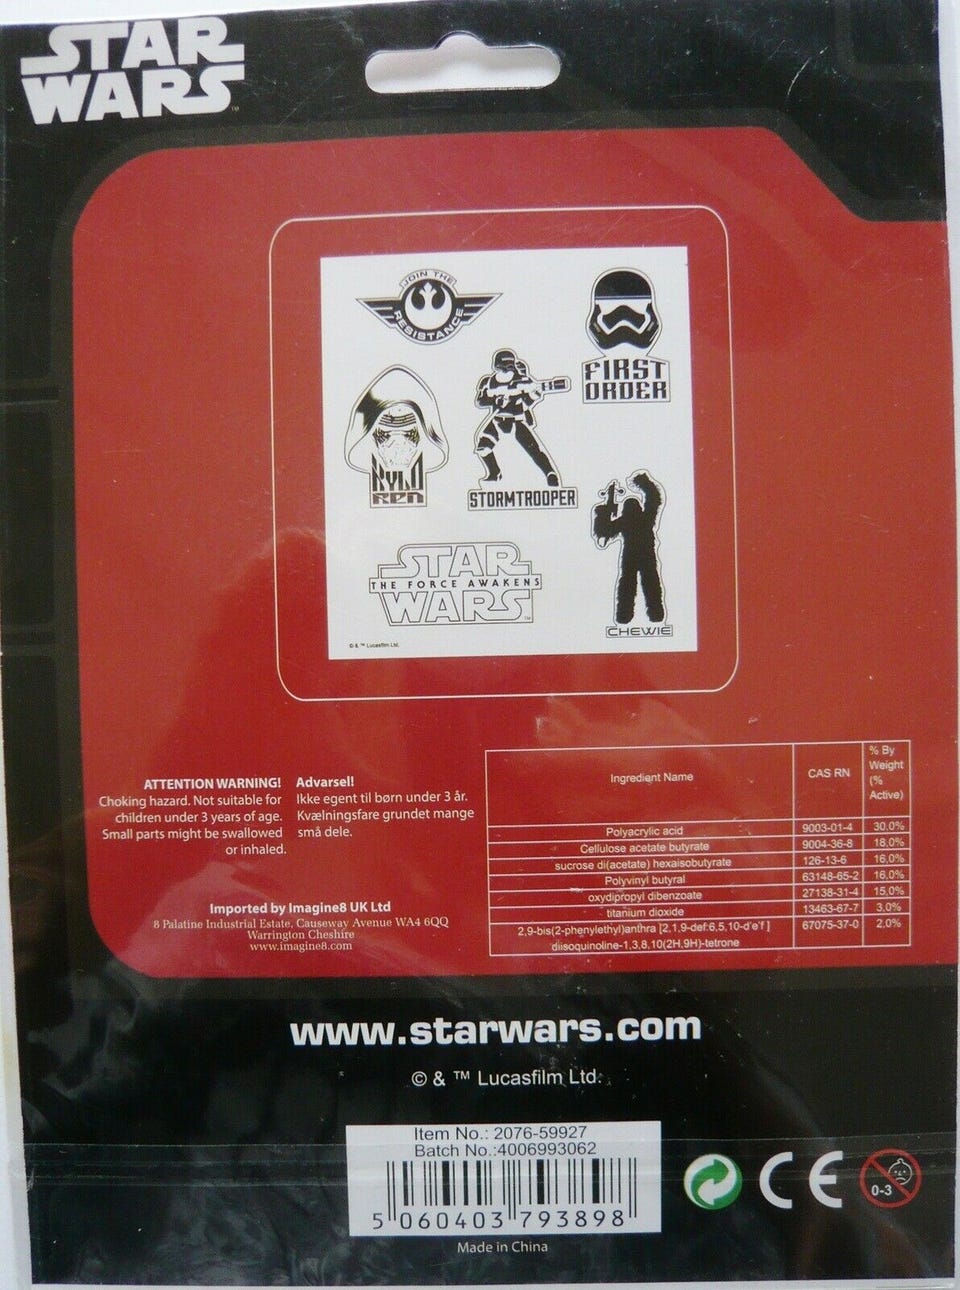 STAR
WARS
™
JOIN THE
RESISTANCE
FIRST
ORDER
KYLO
REN
STORMTROOPER
STAR
THE FORCE AWAKENS
WARS
™
CHEWIE
© & ™ Lucasfilm Ltd.
ATTENTION WARNING!
Choking hazard. Not suitable for
children under 3 years of age.
Small parts might be swallowed
or inhaled.
Advarsel!
Ikke egent til børn under 3 år.
Kvælningsfare grundet mange
små dele.
Imported by Imagine8 UK Ltd
8 Palatine Industrial Estate, Causeway Avenue WA4 6QQ
Warrington Cheshire
www.imagine8.com
Ingredient Name CAS RN % By
Weight
(%
Active)
Polyacrylic acid 9003-01-4 30.0%
Cellulose acetate butyrate 9004-36-8 18.0%
sucrose di(acetate) hexaisobutyrate 126-13-6 16.0%
Polyvinyl butyral 63148-65-2 16.0%
oxydipropyl dibenzoate 27138-31-4 15.0%
titanium dioxide 13463-67-7 3.0%
2,9-bis(2-phenylethyl)anthra [2,1,9-def:6,5,10-d'e'f'] 67075-37-0 2.0%
diisoquinoline-1,3,8,10(2H,9H)-tetrone
www.starwars.com
© & ™ Lucasfilm Ltd.
Item No.: 2076-59927
Batch No.:4006993062
5 060403 793898
Made in China
CE
0-3